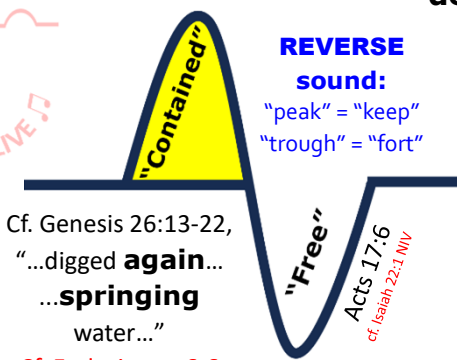 LIVE
"Contained"
REVERSE
sound:
"peak" = "keep"
"trough" = "fort"
Cf. Genesis 26:13-22,
"...digged again...
...springing
water..."
"Free"
Acts 17:6
cf. Isaiah 22:1 NIV